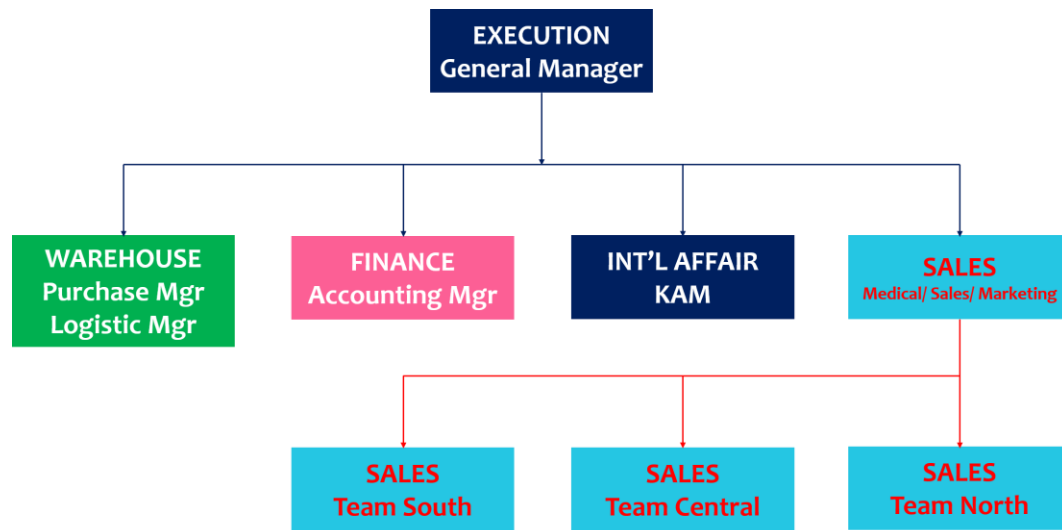 EXECUTION
General Manager
WAREHOUSE
Purchase Mgr
Logistic Mgr
FINANCE
Accounting Mgr
INT’L AFFAIR
KAM
SALES
Medical/ Sales/ Marketing
SALES
Team South
SALES
Team Central
SALES
Team North